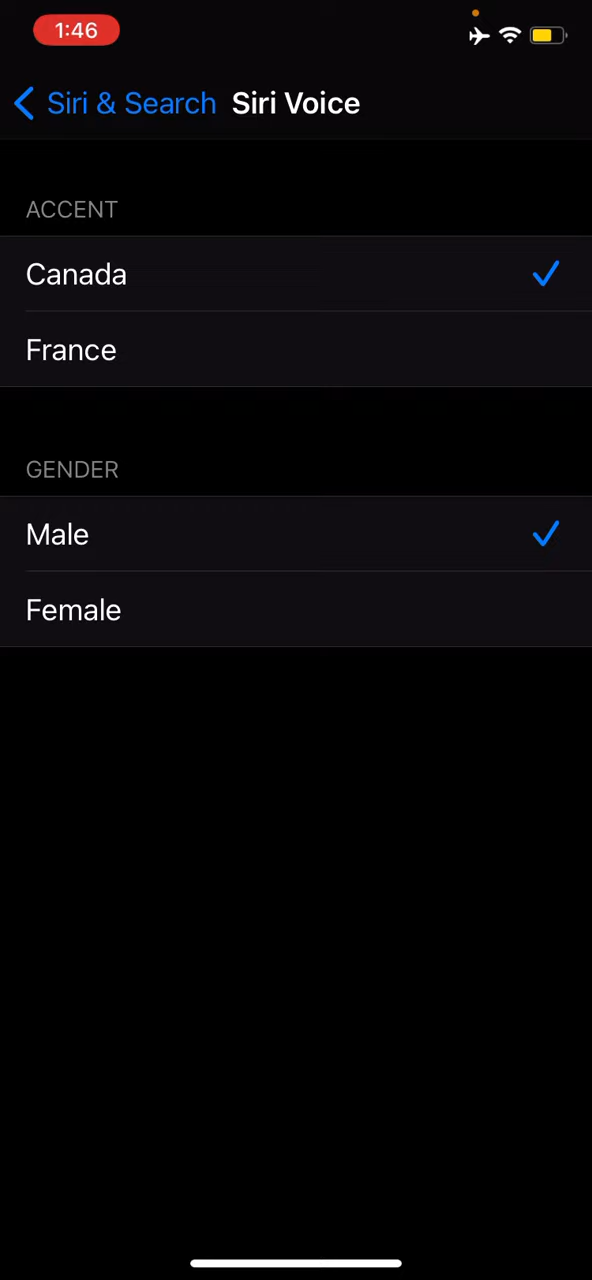 1:46
Siri & Search Siri Voice
ACCENT
Canada
France
GENDER
Male
Female